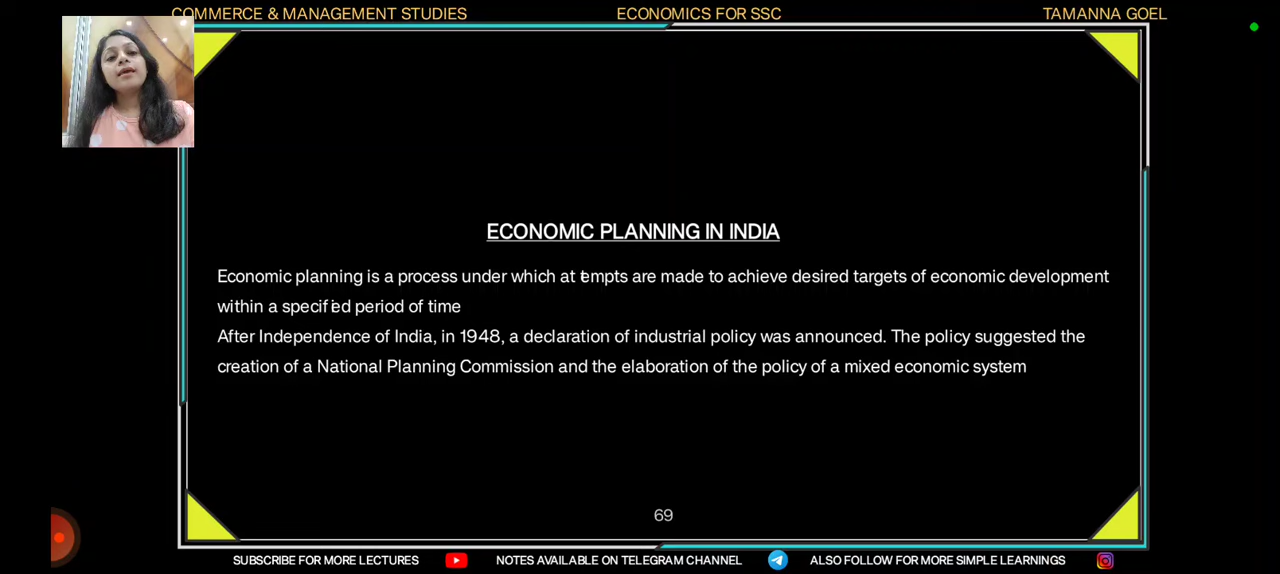 COMMERCE & MANAGEMENT STUDIES ECONOMICS FOR SSC TAMANNA GOEL
ECONOMIC PLANNING IN INDIA
Economic planning is a process under which at tempts are made to achieve desired targets of economic development
within a specified period of time
After Independence of India, in 1948, a declaration of industrial policy was announced. The policy suggested the
creation of a National Planning Commission and the elaboration of the policy of a mixed economic system
69
SUBSCRIBE FOR MORE LECTURES NOTES AVAILABLE ON TELEGRAM CHANNEL ALSO FOLLOW FOR MORE SIMPLE LEARNINGS